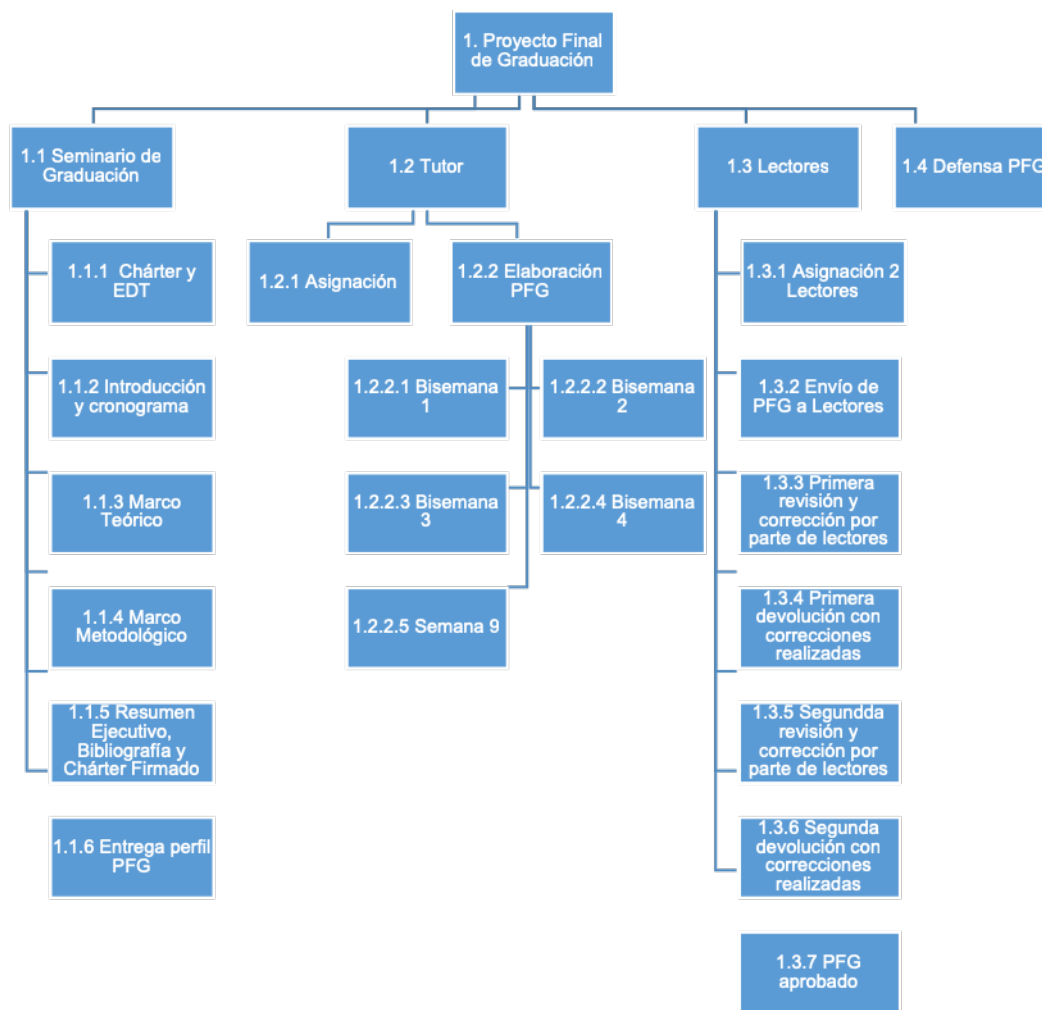 1. Proyecto Final
de Graduación
1.1 Seminario de
Graduación
1.2 Tutor
1.3 Lectores
1.4 Defensa PFG
1.1.1 Chárter y
EDT
1.1.2 Introducción
y cronograma
1.1.3 Marco
Teórico
1.1.4 Marco
Metodológico
1.1.5 Resumen
Ejecutivo,
Bibliografía y
Chárter Firmado
1.1.6 Entrega perfil
PFG
1.2.1 Asignación
1.2.2 Elaboración
PFG
1.2.2.1 Bisemana
1
1.2.2.2 Bisemana
2
1.2.2.3 Bisemana
3
1.2.2.4 Bisemana
4
1.2.2.5 Semana 9
1.3.1 Asignación 2
Lectores
1.3.2 Envío de
PFG a Lectores
1.3.3 Primera
revisión y
corrección por
parte de lectores
1.3.4 Primera
devolución con
correcciones
realizadas
1.3.5 Segundda
revisión y
corrección por
parte de lectores
1.3.6 Segunda
devolución con
correcciones
realizadas
1.3.7 PFG
aprobado